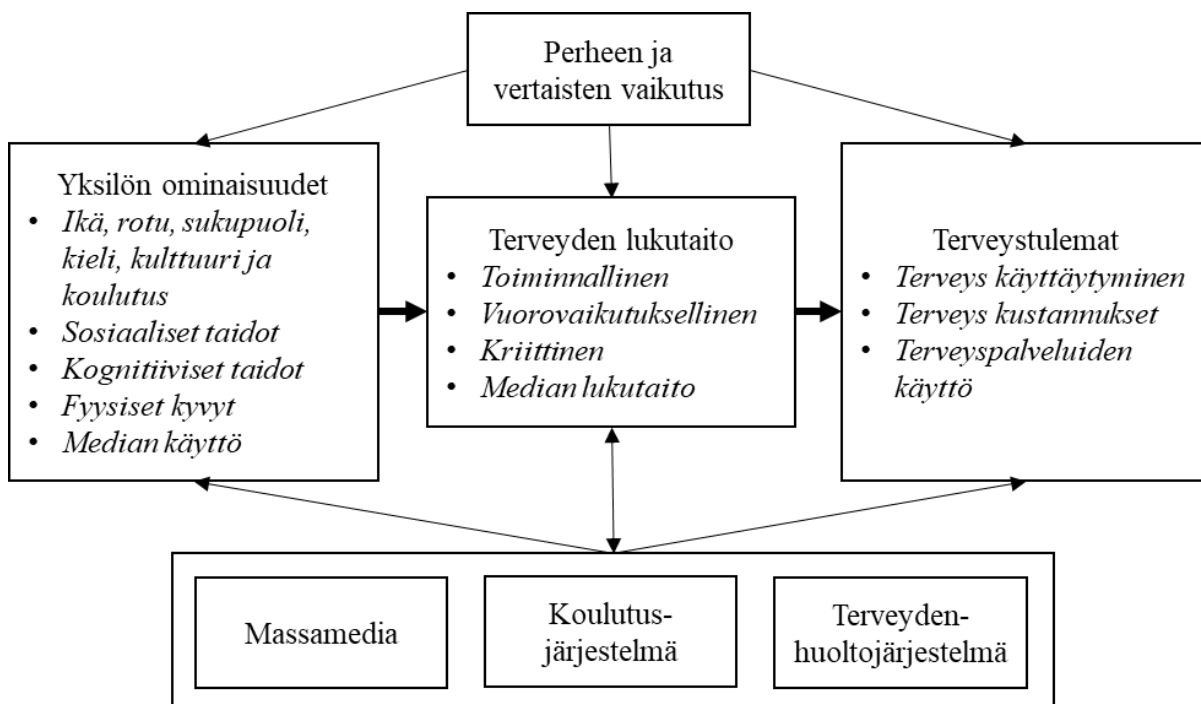 Perheen ja
vertaisten vaikutus
Yksilön ominaisuudet
• Ikä, rotu, sukupuoli,
kieli, kulttuuri ja
koulutus
• Sosiaaliset taidot
• Kognitiiviset taidot
• Fyysiset kyvyt
• Median käyttö
Terveyden lukutaito
• Toiminnallinen
• Vuorovaikutuksellinen
• Kriittinen
• Median lukutaito
Terveystulemat
• Terveys käyttäytyminen
• Terveys kustannukset
• Terveyspalveluiden
käyttö
Massamedia
Koulutus-
järjestelmä
Terveyden-
huoltojärjestelmä